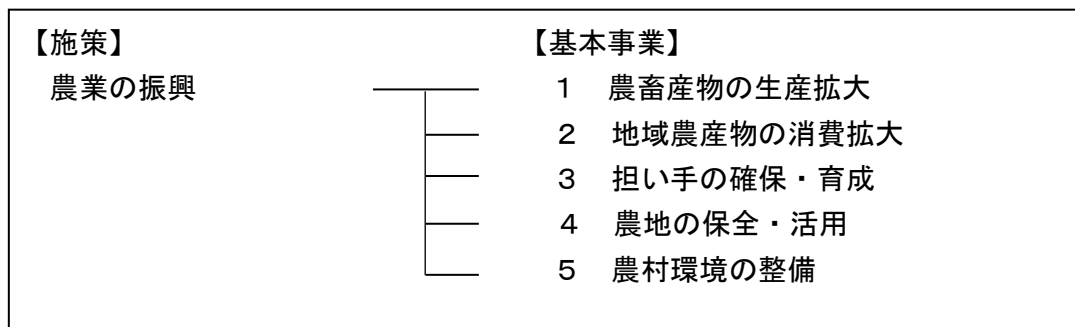 【施策】 【基本事業】
農業の振興 1 農畜産物の生産拡大
2 地域農産物の消費拡大
3 担い手の確保・育成
4 農地の保全・活用
5 農村環境の整備